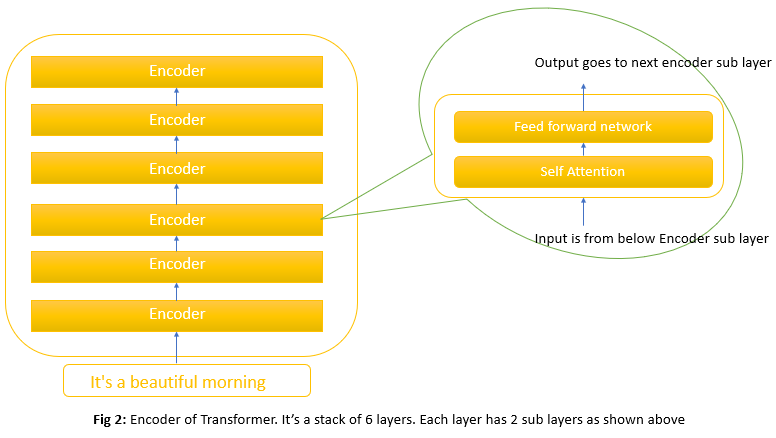 Encoder
Encoder
Encoder
Encoder
Encoder
Encoder
It's a beautiful morning
Output goes to next encoder sub layer
Feed forward network
Self Attention
Input is from below Encoder sub layer
Fig 2: Encoder of Transformer. It’s a stack of 6 layers. Each layer has 2 sub layers as shown above